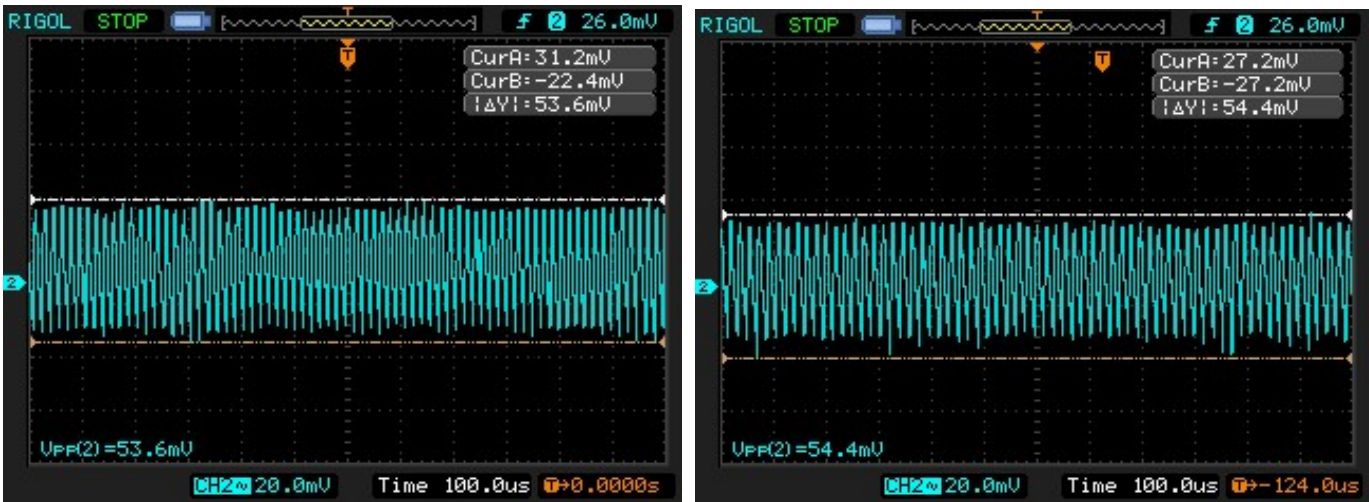 RIGOL STOP T ƒ 2 26.0mV
T
CurA=31.2mV
CurB=-22.4mV
|ΔY|=53.6mV
2
Vpp(2)=53.6mV
CH2~ 20.0mV Time 100.0us T→0.0000s
RIGOL STOP T ƒ 2 26.0mV
T
CurA=27.2mV
CurB=-27.2mV
|ΔY|=54.4mV
2
Vpp(2)=54.4mV
CH2~ 20.0mV Time 100.0us T→-124.0us